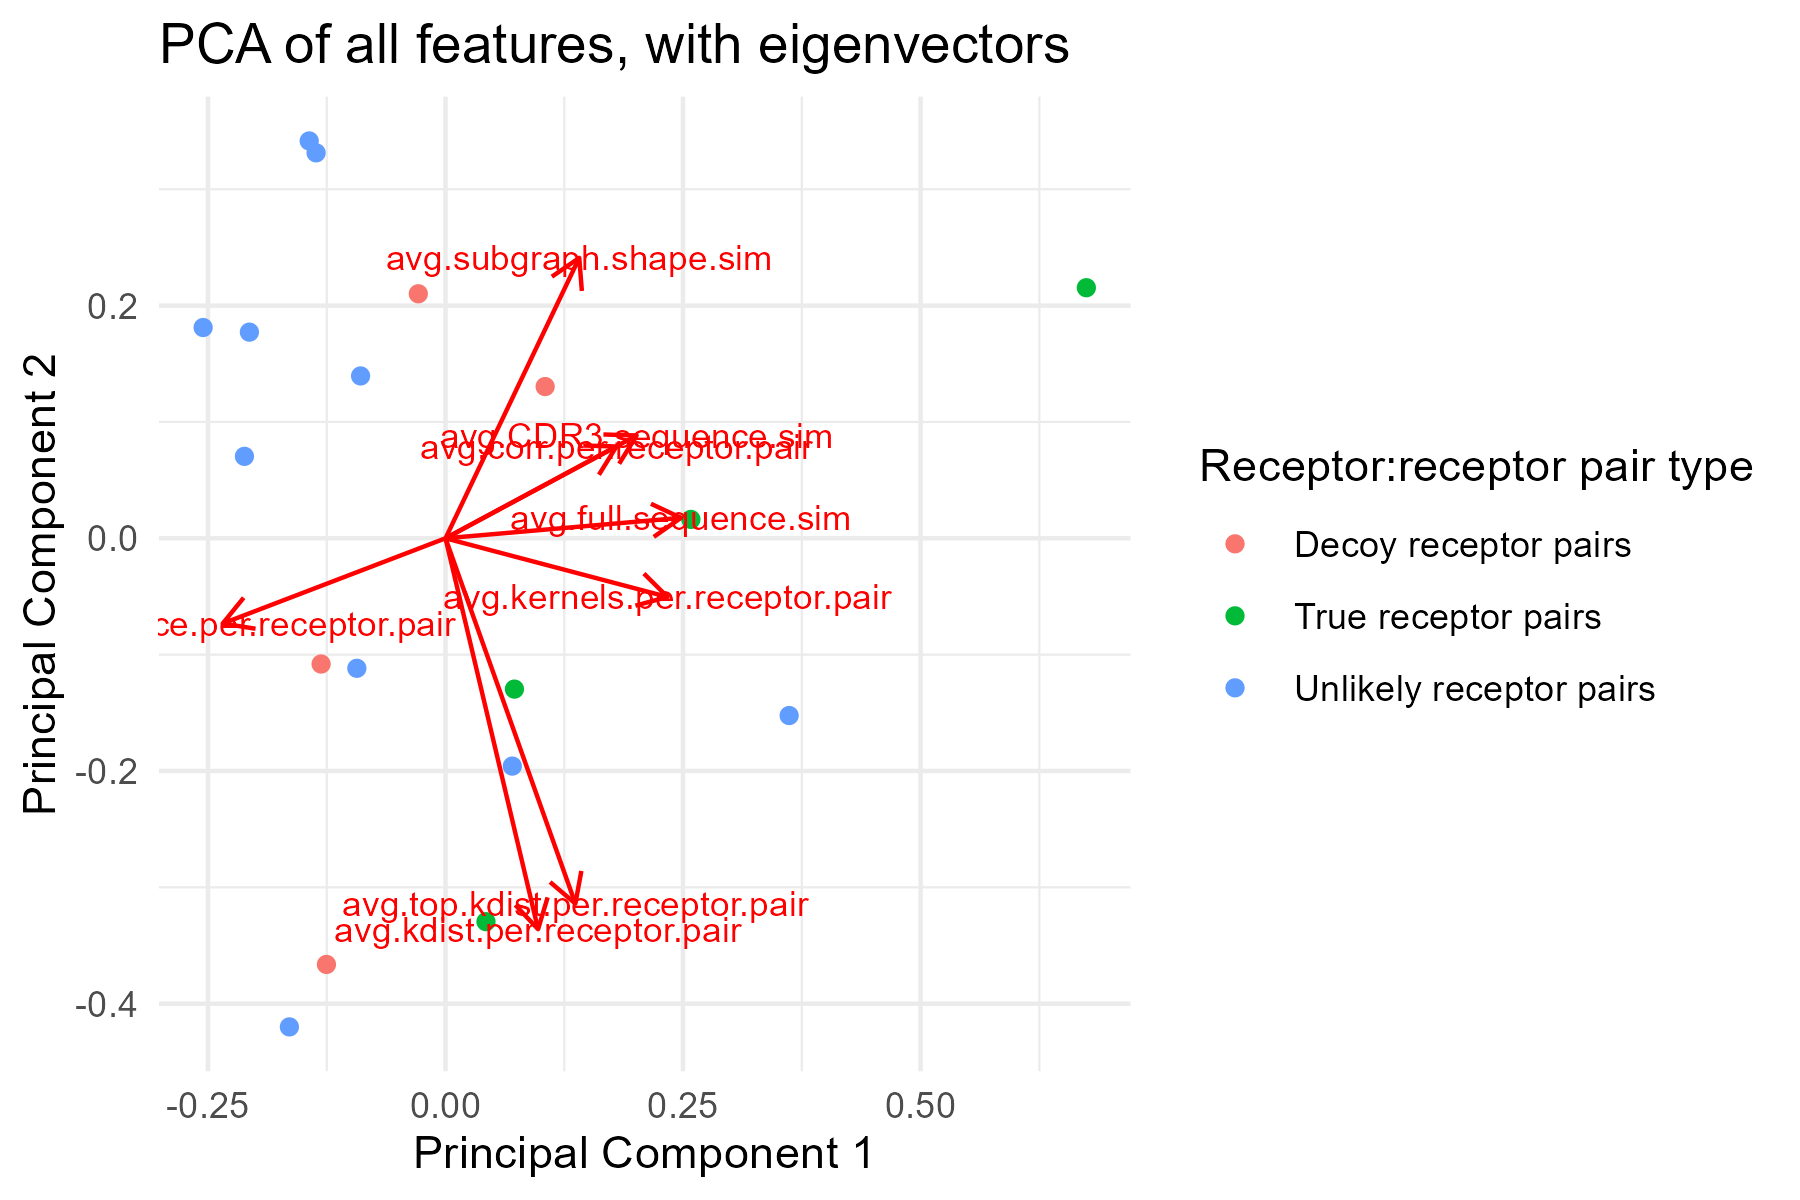 PCA of all features, with eigenvectors
Principal Component 2
0.2
0.0
-0.2
-0.4
avg.subgraph.shape.sim
avg.CDR3.sequence.sim
avg.corr.per.receptor.pair
avg.full.sequence.sim
avg.kernels.per.receptor.pair
ce.per.receptor.pair
avg.top.kdist.per.receptor.pair
avg.kdist.per.receptor.pair
-0.25
0.00
0.25
0.50
Principal Component 1
Receptor:receptor pair type
Decoy receptor pairs
True receptor pairs
Unlikely receptor pairs